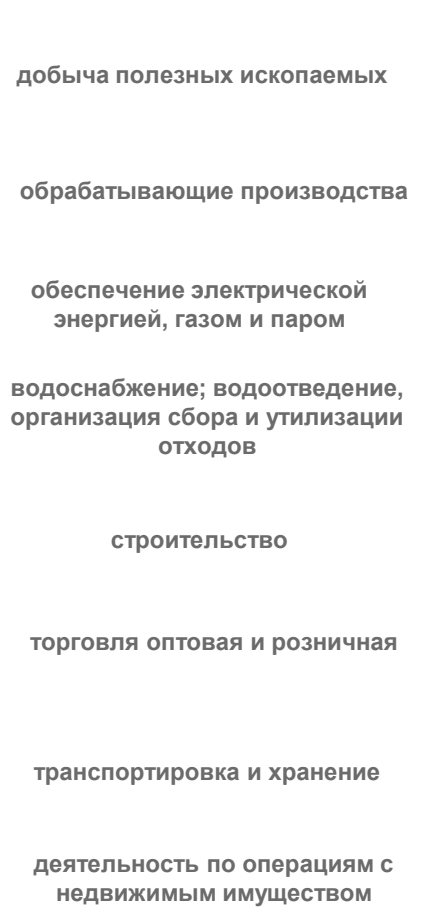 добыча полезных ископаемых
обрабатывающие производства
обеспечение электрической
энергией, газом и паром
водоснабжение; водоотведение,
организация сбора и утилизации
отходов
строительство
торговля оптовая и розничная
транспортировка и хранение
деятельность по операциям с
недвижимым имуществом